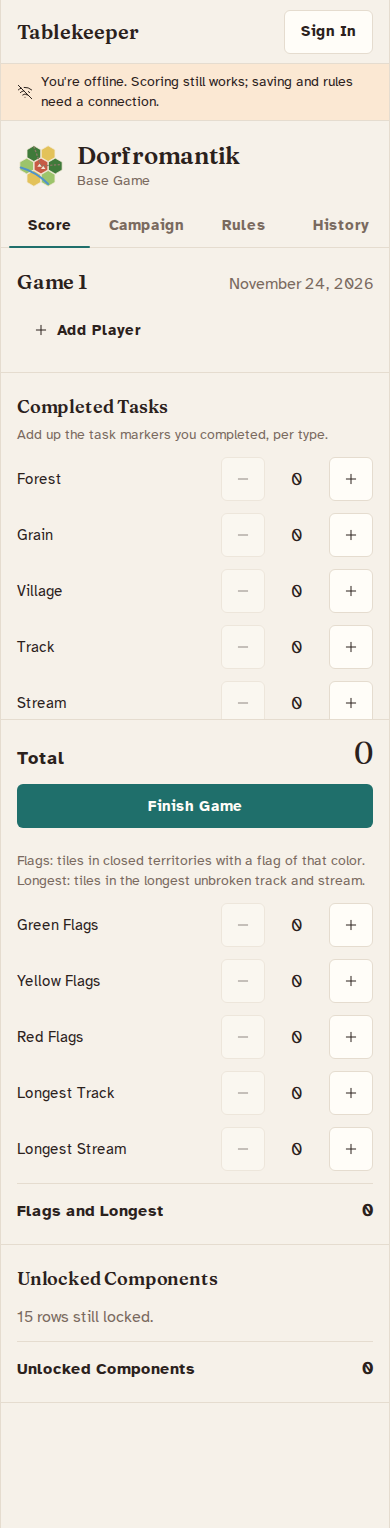 Tablekeeper
Sign In
You're offline. Scoring still works; saving and rules
need a connection.
Dorfromantik
Base Game
Score Campaign Rules History
Game 1 November 24, 2026
+ Add Player
Completed Tasks
Add up the task markers you completed, per type.
Forest − 0 +
Grain − 0 +
Village − 0 +
Track − 0 +
Stream − 0 +
Total 0
Finish Game
Flags: tiles in closed territories with a flag of that color.
Longest: tiles in the longest unbroken track and stream.
Green Flags − 0 +
Yellow Flags − 0 +
Red Flags − 0 +
Longest Track − 0 +
Longest Stream − 0 +
Flags and Longest 0
Unlocked Components
15 rows still locked.
Unlocked Components 0